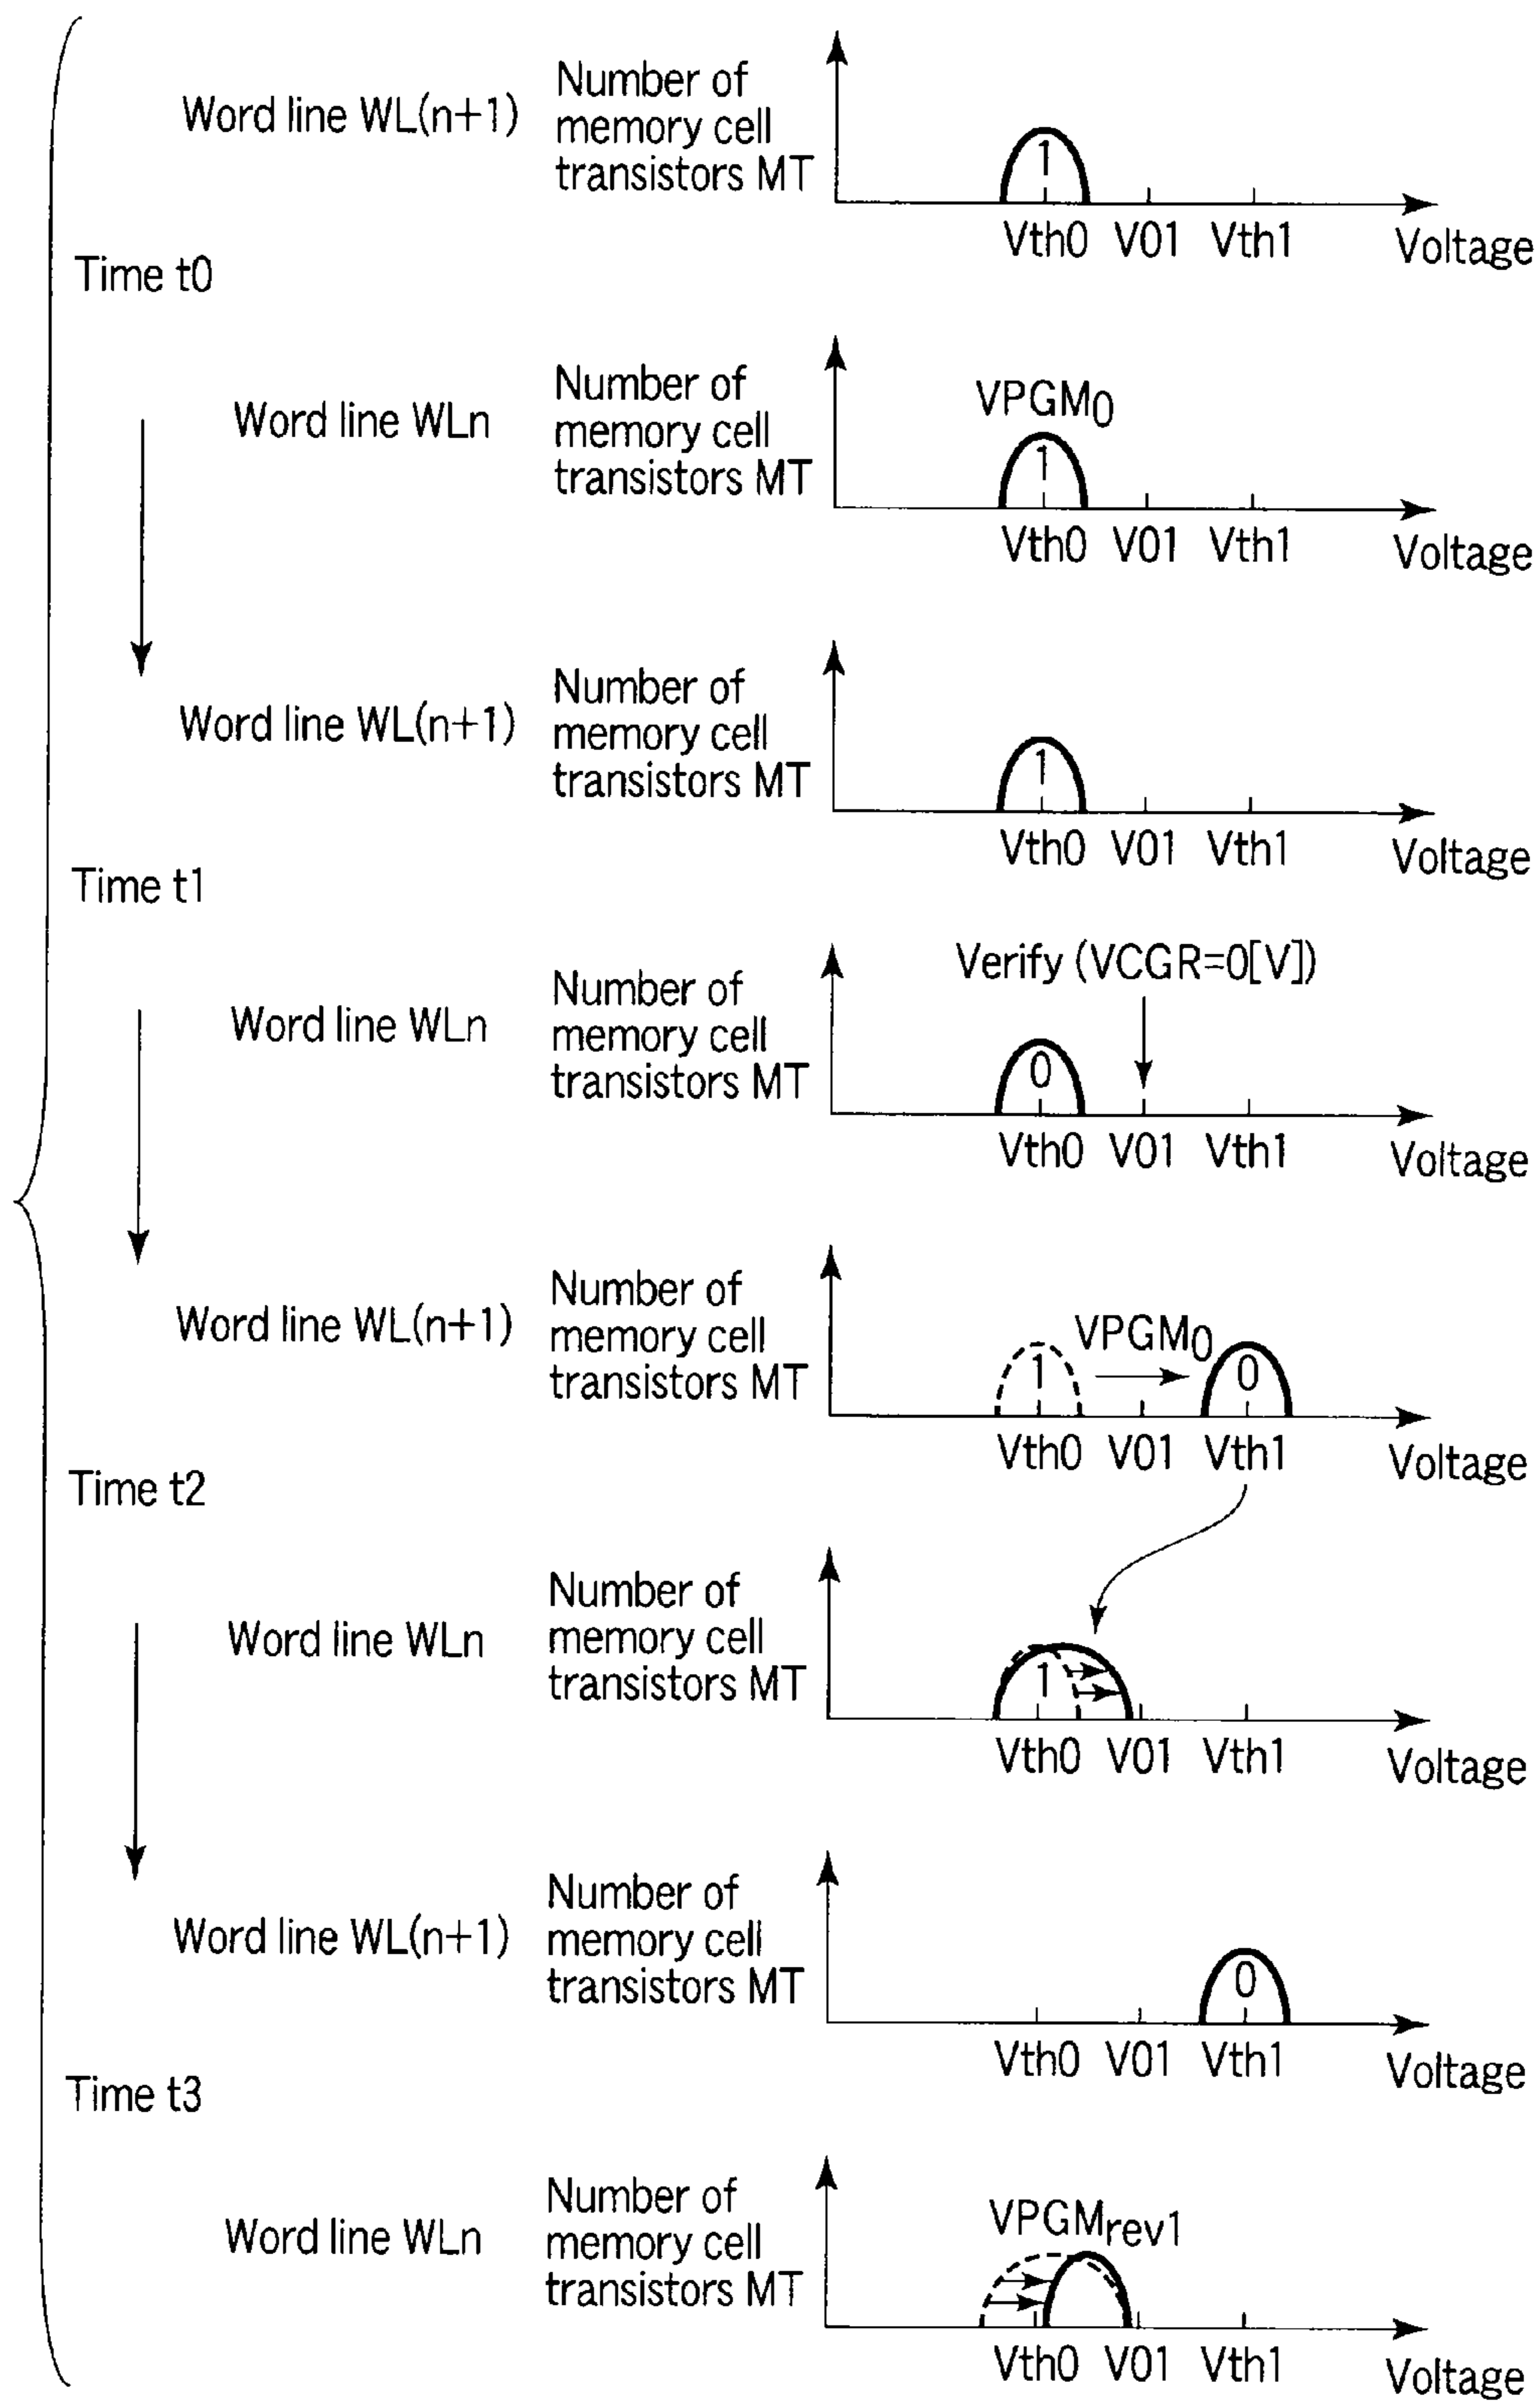 Word line WL(n+1)
Number of
memory cell
transistors MT
1
Vth0 V01 Vth1
Voltage
Time t0
Word line WLn
Number of
memory cell
transistors MT
VPGM0
1
Vth0 V01 Vth1
Voltage
Word line WL(n+1)
Number of
memory cell
transistors MT
1
Vth0 V01 Vth1
Voltage
Time t1
Word line WLn
Number of
memory cell
transistors MT
Verify (VCGR=0[V])
0
Vth0 V01 Vth1
Voltage
Word line WL(n+1)
Number of
memory cell
transistors MT
1 VPGM0 0
Vth0 V01 Vth1
Voltage
Time t2
Word line WLn
Number of
memory cell
transistors MT
1
Vth0 V01 Vth1
Voltage
Word line WL(n+1)
Number of
memory cell
transistors MT
0
Vth0 V01 Vth1
Voltage
Time t3
Word line WLn
Number of
memory cell
transistors MT
VPGMrev1
Vth0 V01 Vth1
Voltage